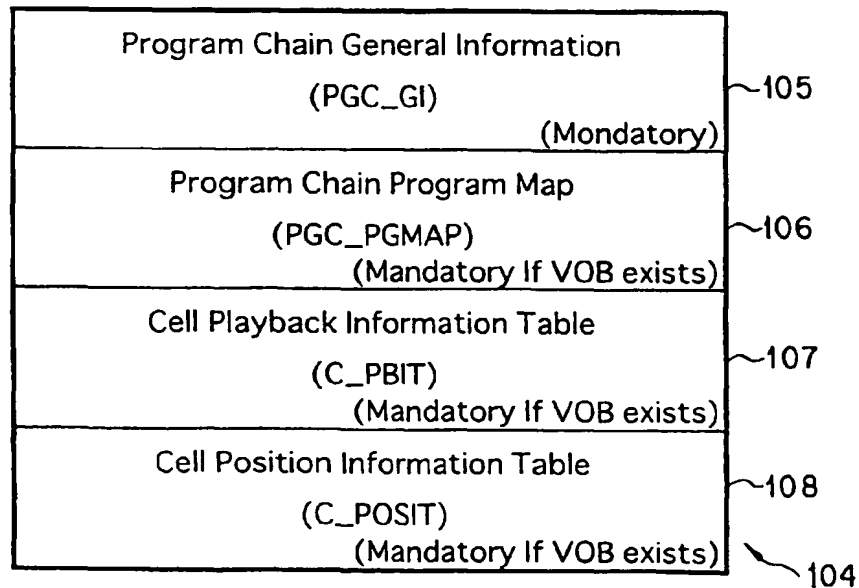 Program Chain General Information
(PGC_GI)
105
(Mondatory)
Program Chain Program Map
(PGC_PGMAP)
106
(Mandatory If VOB exists)
Cell Playback Information Table
(C_PBIT)
107
(Mandatory If VOB exists)
Cell Position Information Table
(C_POSIT)
108
(Mandatory If VOB exists)
104